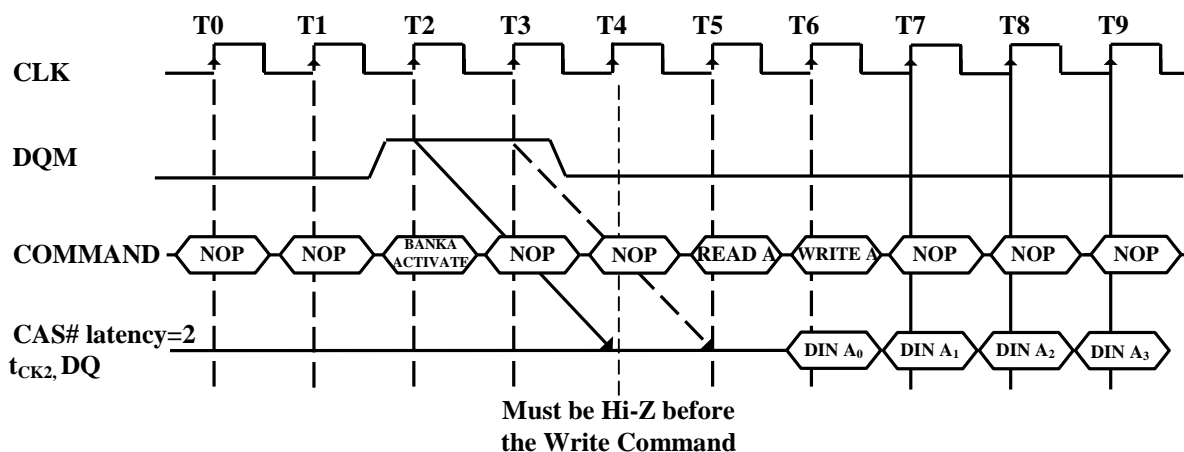 T0 T1 T2 T3 T4 T5 T6 T7 T8 T9
CLK
DQM
COMMAND NOP NOP BANKA ACTIVATE NOP NOP READ A WRITE A NOP NOP NOP
CAS# latency=2
tCK2, DQ DIN A0 DIN A1 DIN A2 DIN A3
Must be Hi-Z before
the Write Command